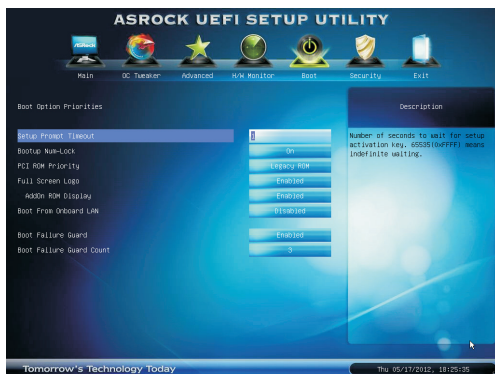 ASROCK UEFI SETUP UTILITY
ASRock
Main OC Tweaker Advanced H/W Monitor Boot Security Exit
Boot Option Priorities
Description
Setup Prompt Timeout 1
Number of seconds to wait for setup
activation key. 65535(0xFFFF) means
indefinite waiting.
Bootup Num-Lock On
PCI ROM Priority Legacy ROM
Full Screen Logo Enabled
AddOn ROM Display Enabled
Boot From Onboard LAN Disabled
Boot Failure Guard Enabled
Boot Failure Guard Count 3
Tomorrow's Technology Today
Thu 05/17/2012, 18:25:35